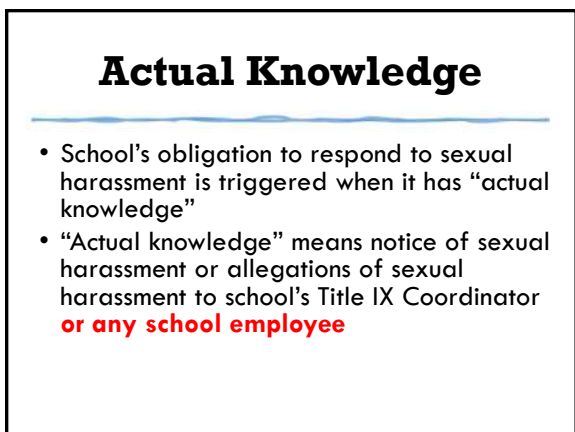 Actual Knowledge
• School's obligation to respond to sexual
harassment is triggered when it has “actual
knowledge”
• “Actual knowledge” means notice of sexual
harassment or allegations of sexual
harassment to school's Title IX Coordinator
or any school employee